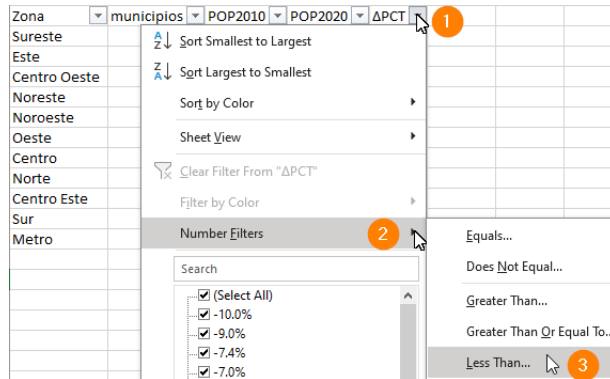 Zona municipios POP2010 POP2020 ΔPCT 1
Sureste
Este
Centro Oeste
Noreste
Noroeste
Oeste
Centro
Norte
Centro Este
Sur
Metro
Sort Smallest to Largest
Sort Largest to Smallest
Sort by Color
Sheet View
Clear Filter From "ΔPCT"
Filter by Color
Number Filters 2
Search
(Select All)
-10.0%
-9.0%
-7.4%
-7.0%
Equals...
Does Not Equal...
Greater Than...
Greater Than Or Equal To...
Less Than... 3